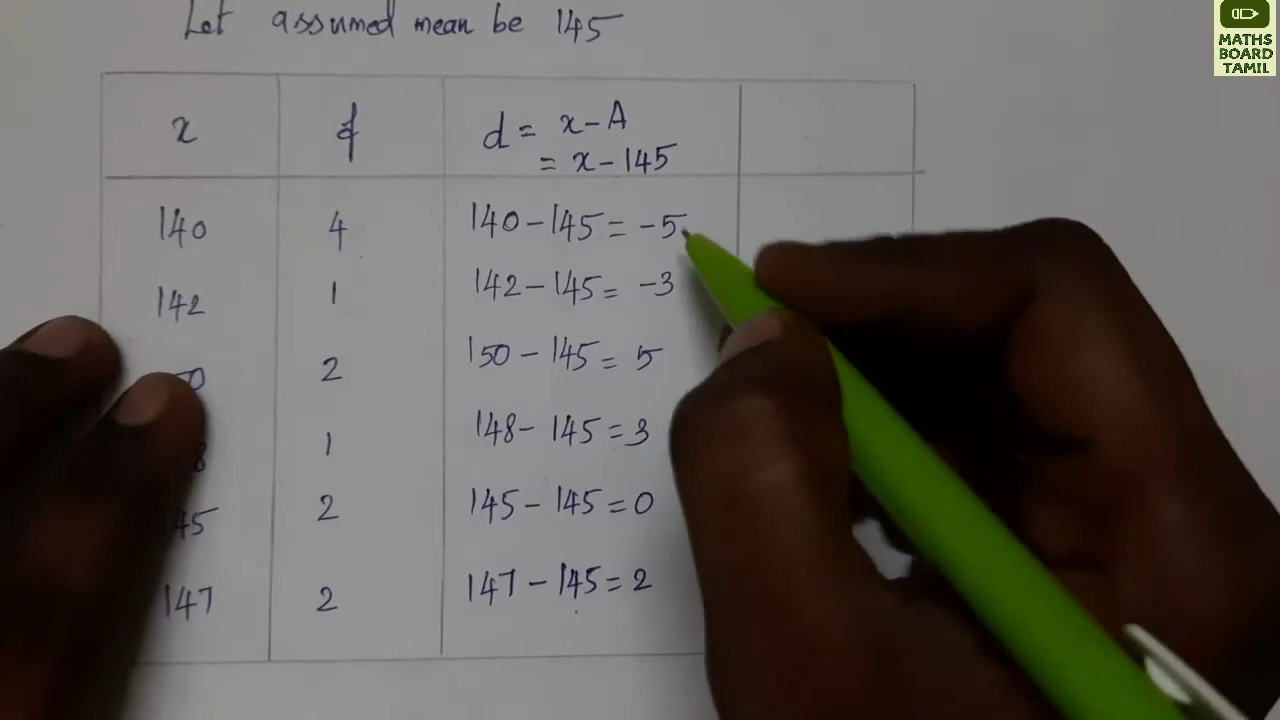 Let assumed mean be 145
MATHS
BOARD
TAMIL
x f d = x - A
= x - 145
140 4 140 - 145 = -5
142 1 142 - 145 = -3
2 150 - 145 = 5
1 148 - 145 = 3
145 2 145 - 145 = 0
147 2 147 - 145 = 2